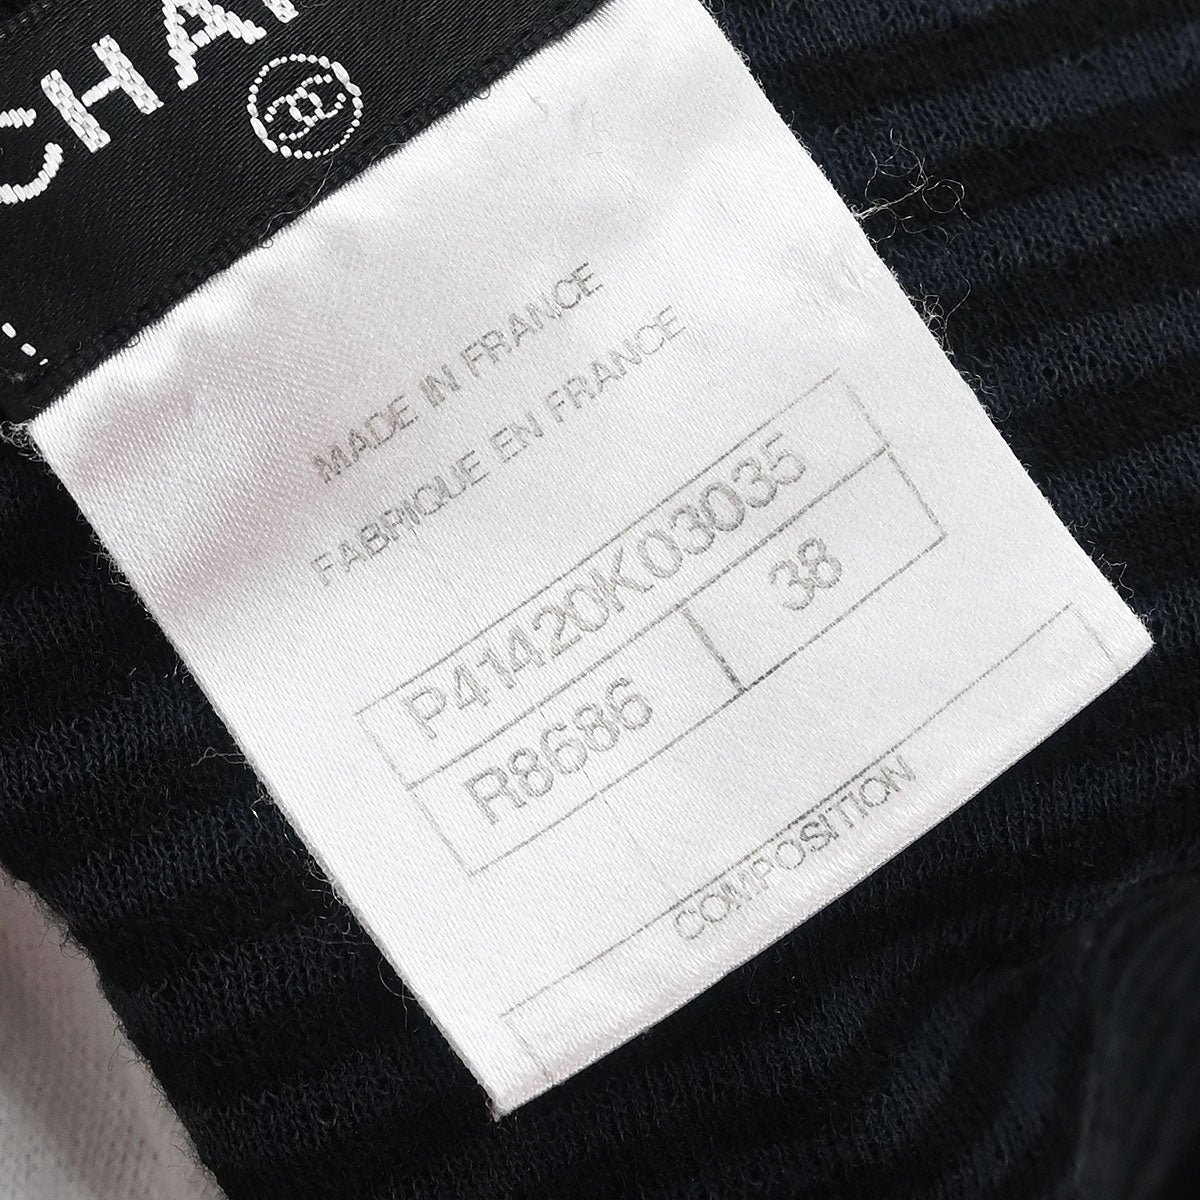 CHA
MADE IN FRANCE
FABRIQUE EN FRANCE
P41420K03035
R8686 38
COMPOSITION